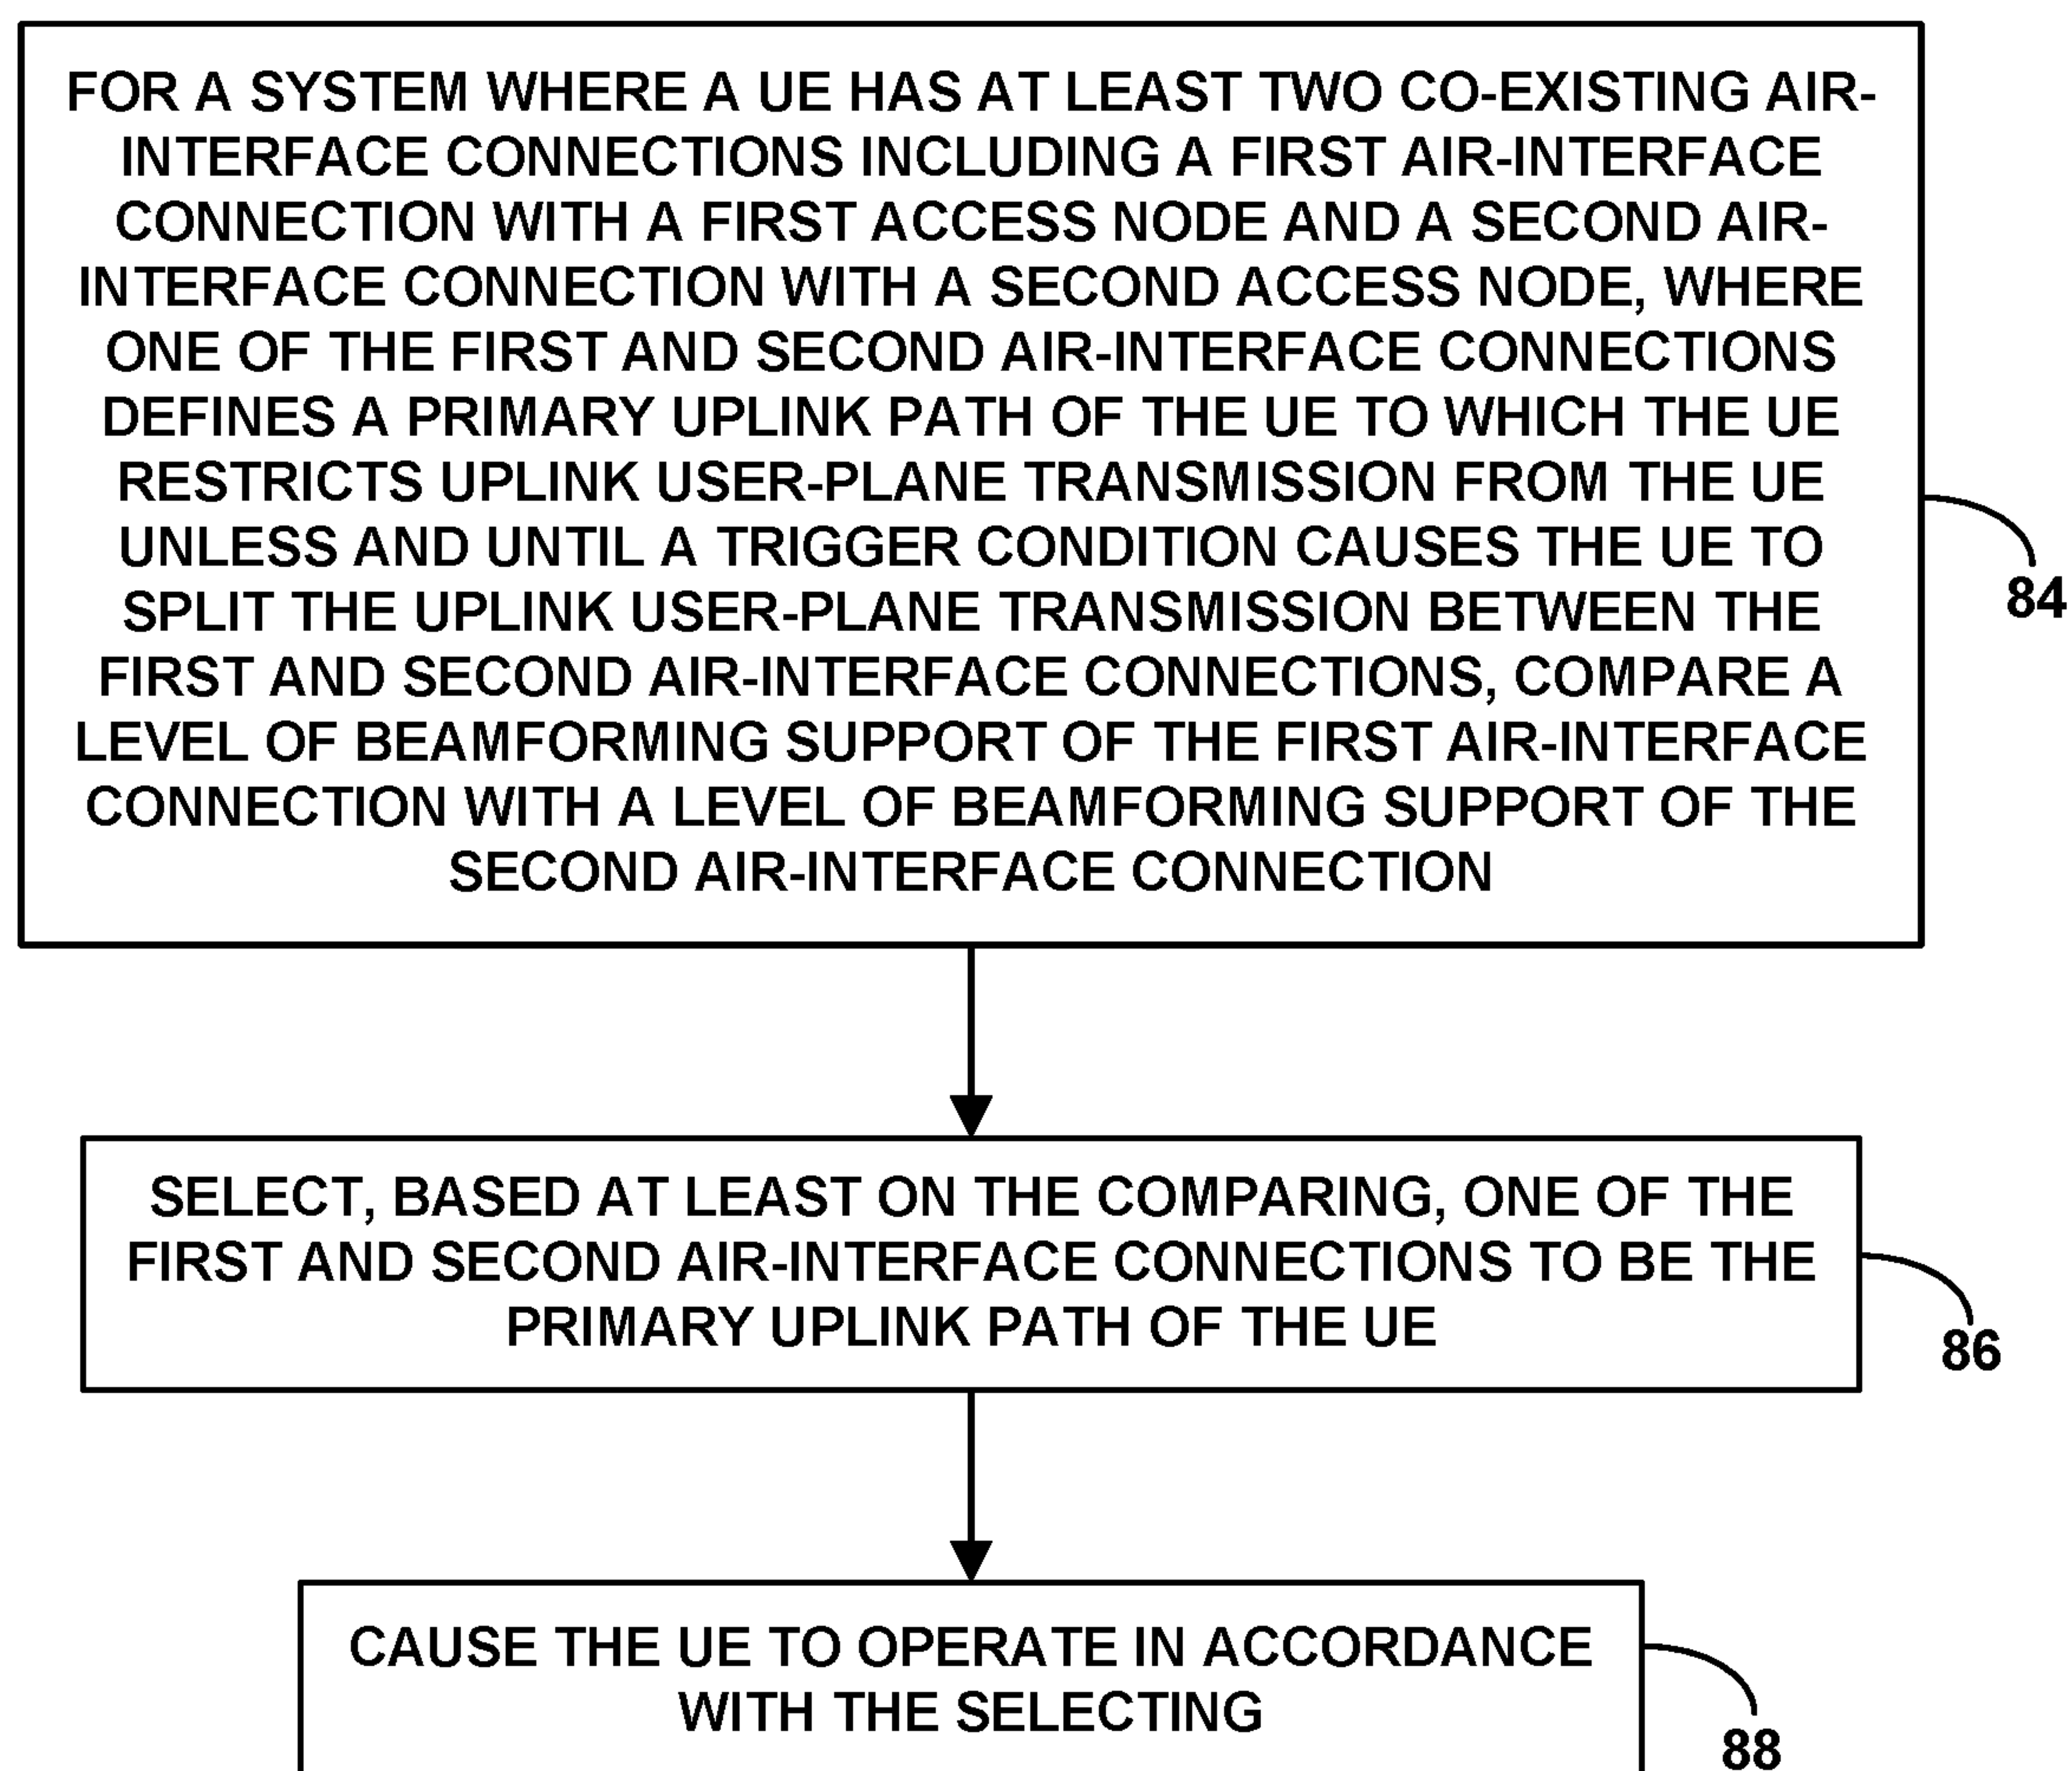 FOR A SYSTEM WHERE A UE HAS AT LEAST TWO CO-EXISTING AIR-
INTERFACE CONNECTIONS INCLUDING A FIRST AIR-INTERFACE
CONNECTION WITH A FIRST ACCESS NODE AND A SECOND AIR-
INTERFACE CONNECTION WITH A SECOND ACCESS NODE, WHERE
ONE OF THE FIRST AND SECOND AIR-INTERFACE CONNECTIONS
DEFINES A PRIMARY UPLINK PATH OF THE UE TO WHICH THE UE
RESTRICTS UPLINK USER-PLANE TRANSMISSION FROM THE UE
UNLESS AND UNTIL A TRIGGER CONDITION CAUSES THE UE TO
SPLIT THE UPLINK USER-PLANE TRANSMISSION BETWEEN THE
FIRST AND SECOND AIR-INTERFACE CONNECTIONS, COMPARE A
LEVEL OF BEAMFORMING SUPPORT OF THE FIRST AIR-INTERFACE
CONNECTION WITH A LEVEL OF BEAMFORMING SUPPORT OF THE
SECOND AIR-INTERFACE CONNECTION
84
SELECT, BASED AT LEAST ON THE COMPARING, ONE OF THE
FIRST AND SECOND AIR-INTERFACE CONNECTIONS TO BE THE
PRIMARY UPLINK PATH OF THE UE
86
CAUSE THE UE TO OPERATE IN ACCORDANCE
WITH THE SELECTING
88